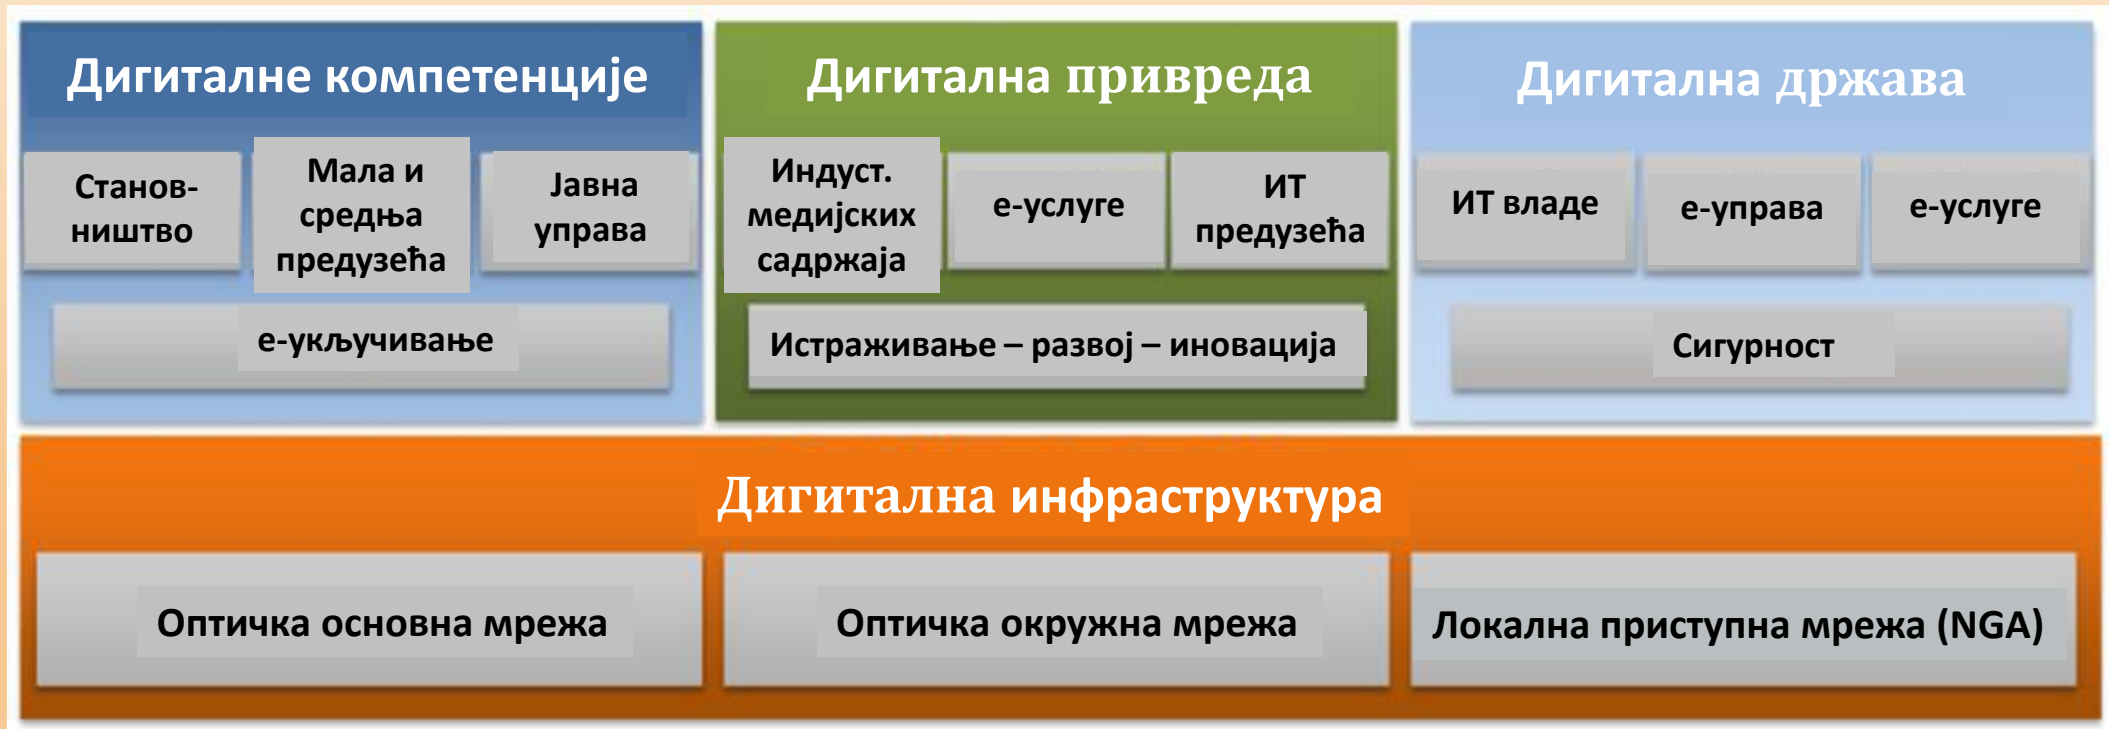 Дигиталне компетенције
Станов-
ништво
Мала и
средња
предузећа
Јавна
управа
е-укључивање
Дигитална привреда
Индуст.
медијских
садржаја
е-услуге
ИТ
предузећа
Истраживање – развој – иновација
Дигитална држава
ИТ владе
е-управа
е-услуге
Сигурност
Дигитална инфраструктура
Оптичка основна мрежа
Оптичка окружна мрежа
Локална приступна мрежа (NGA)